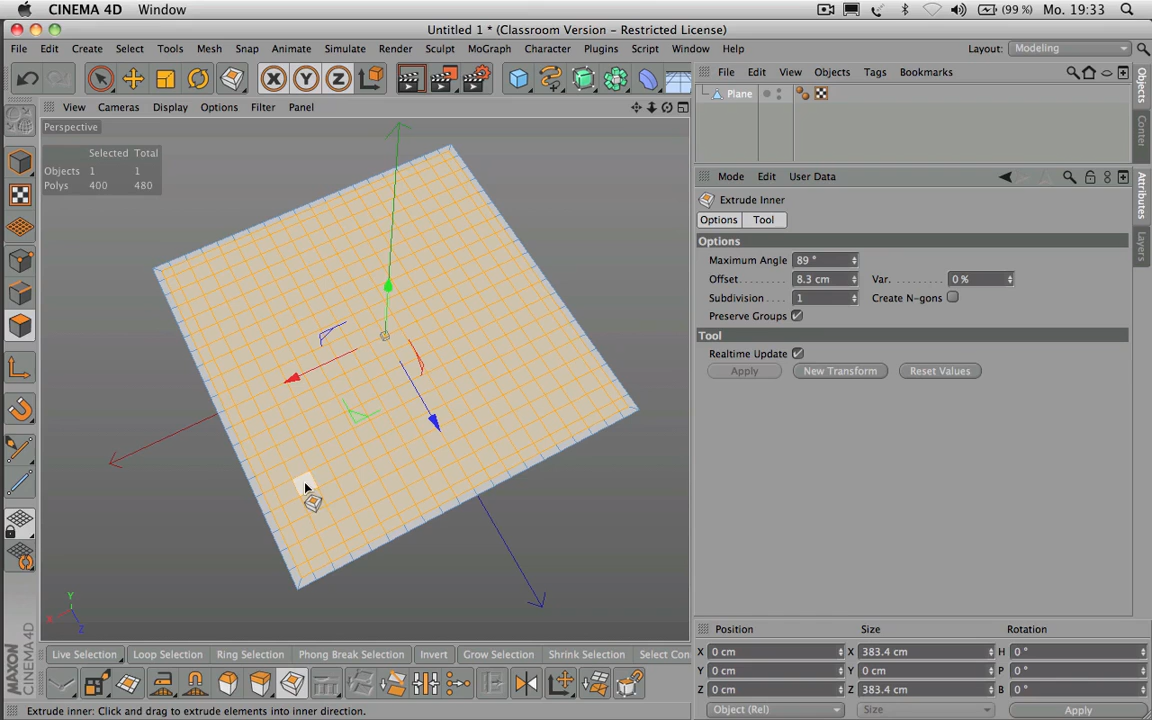 CINEMA 4D Window (99 %) Mo. 19:33
Untitled 1 * (Classroom Version - Restricted License)
File Edit Create Select Tools Mesh Snap Animate Simulate Render Sculpt MoGraph Character Plugins Script Window Help Layout: Modeling
X Y Z
File Edit View Objects Tags Bookmarks
View Cameras Display Options Filter Panel
Plane
Perspective
Selected Total
Objects 1 1
Polys 400 480
Objects
Conter
Attributes
Layers
Mode Edit User Data
Extrude Inner
Options Tool
Options
Maximum Angle 89 °
Offset 8.3 cm Var. 0 %
Subdivision 1 Create N-gons
Preserve Groups
Tool
Realtime Update
Apply New Transform Reset Values
Y
X
Z
Position Size Rotation
X 0 cm X 383.4 cm H 0 °
Y 0 cm Y 0 cm P 0 °
Z 0 cm Z 383.4 cm B 0 °
Object (Rel) Size Apply
Live Selection Loop Selection Ring Selection Phong Break Selection Invert Grow Selection Shrink Selection Select Con
MAXON CINEMA 4D
Extrude inner: Click and drag to extrude elements into inner direction.